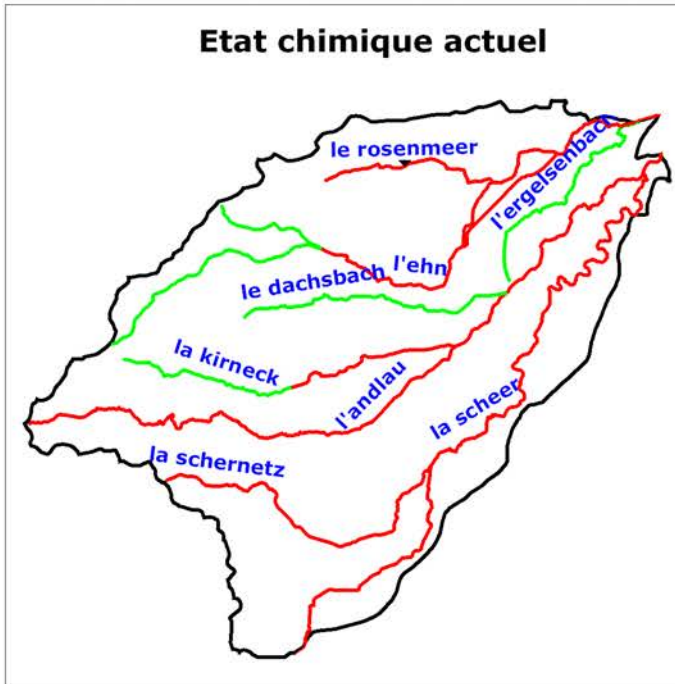 Etat chimique actuel
le rosenmeer
l'ergelsenbach
l'ehn
le dachsbach
la kirneck
l'andlau
la scheer
la schernetz